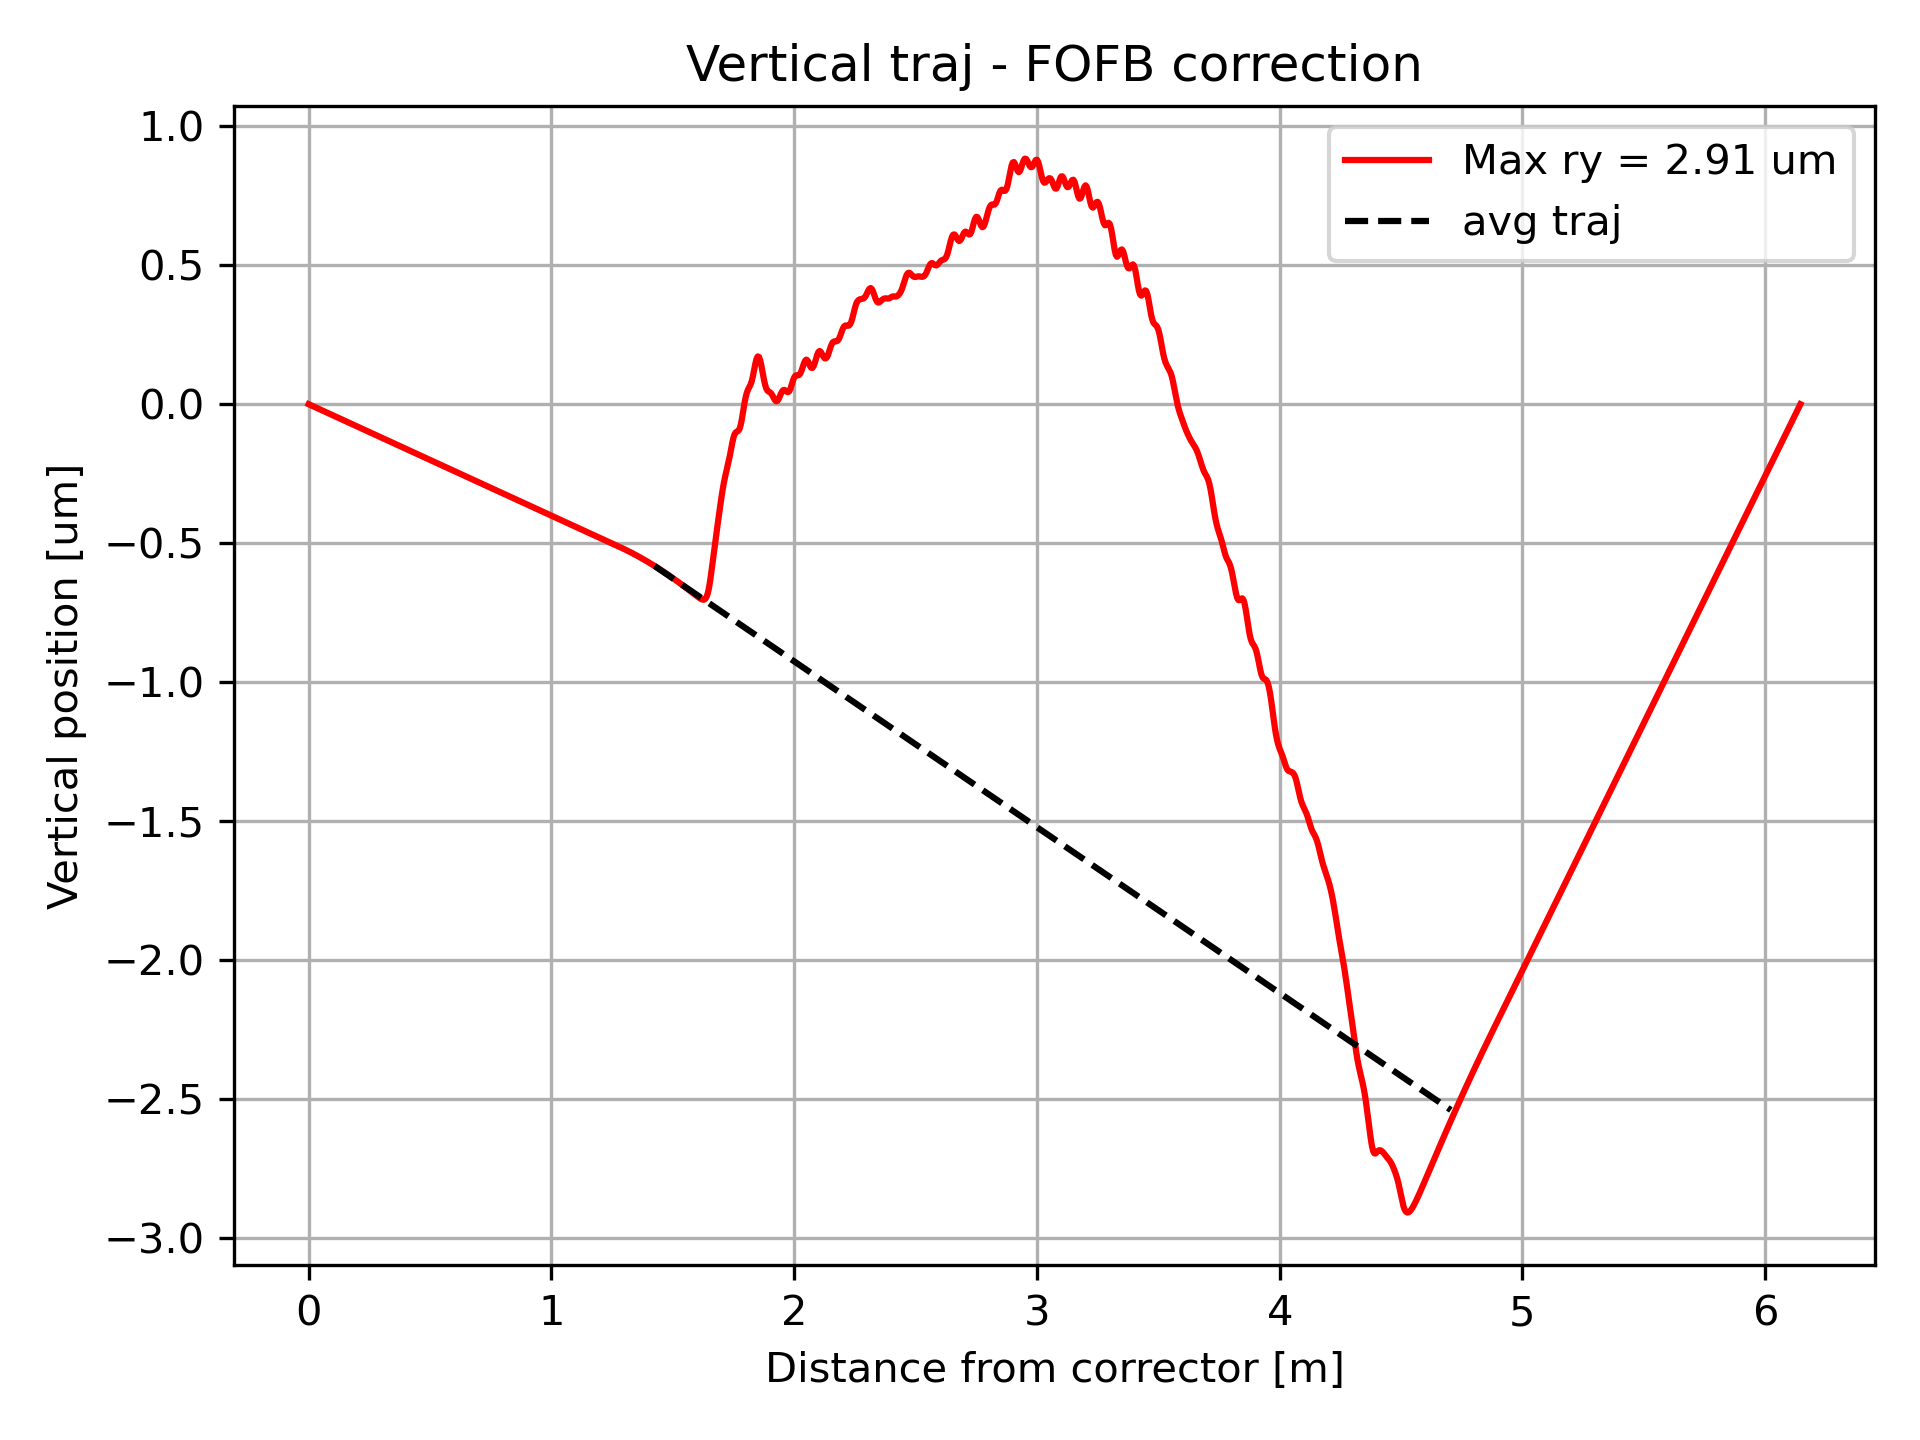 Vertical traj - FOFB correction
Max ry = 2.91 um
avg traj
1.0
0.5
0.0
−0.5
−1.0
−1.5
−2.0
−2.5
−3.0
Vertical position [um]
0 1 2 3 4 5 6
Distance from corrector [m]